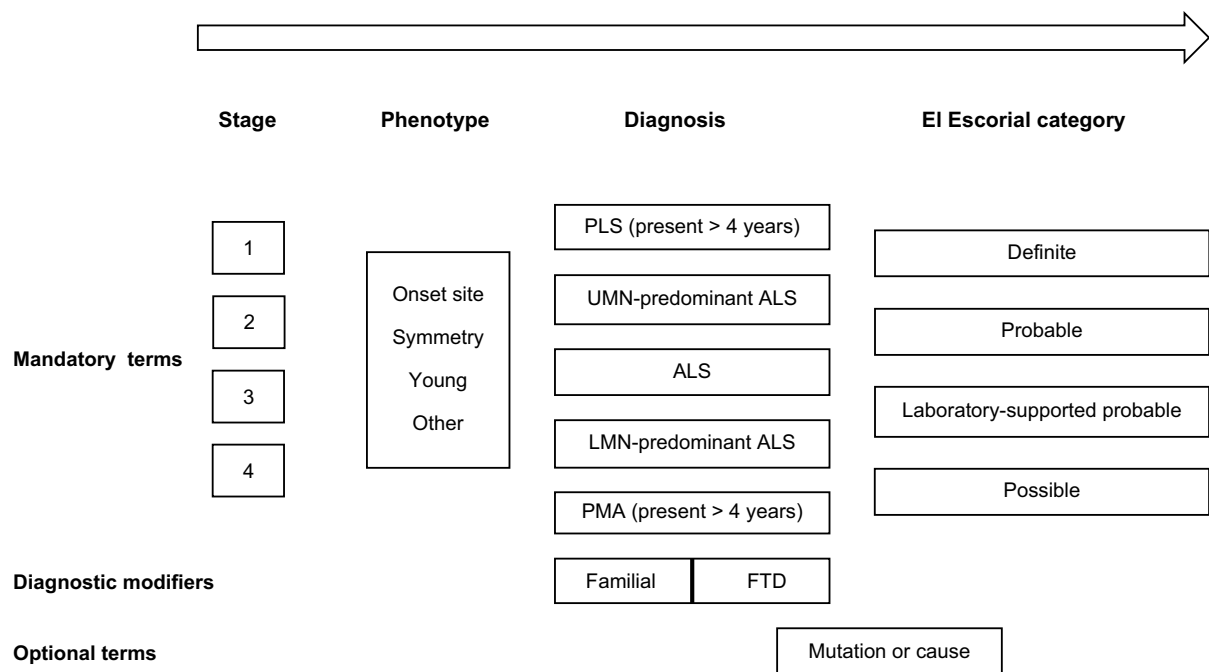 Stage Phenotype Diagnosis El Escorial category
Mandatory terms
1
2
3
4
Onset site
Symmetry
Young
Other
PLS (present > 4 years)
UMN-predominant ALS
ALS
LMN-predominant ALS
PMA (present > 4 years)
Definite
Probable
Laboratory-supported probable
Possible
Diagnostic modifiers
Familial FTD
Optional terms
Mutation or cause